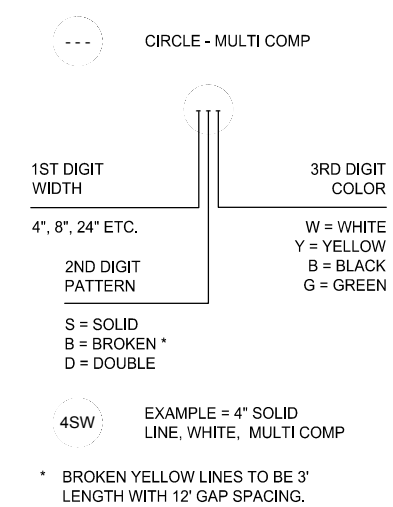 - - - CIRCLE - MULTI COMP
- - -
1ST DIGIT
WIDTH
4", 8", 24" ETC.
3RD DIGIT
COLOR
W = WHITE
Y = YELLOW
B = BLACK
G = GREEN
2ND DIGIT
PATTERN
S = SOLID
B = BROKEN *
D = DOUBLE
4SW
EXAMPLE = 4" SOLID
LINE, WHITE, MULTI COMP
* BROKEN YELLOW LINES TO BE 3'
LENGTH WITH 12' GAP SPACING.